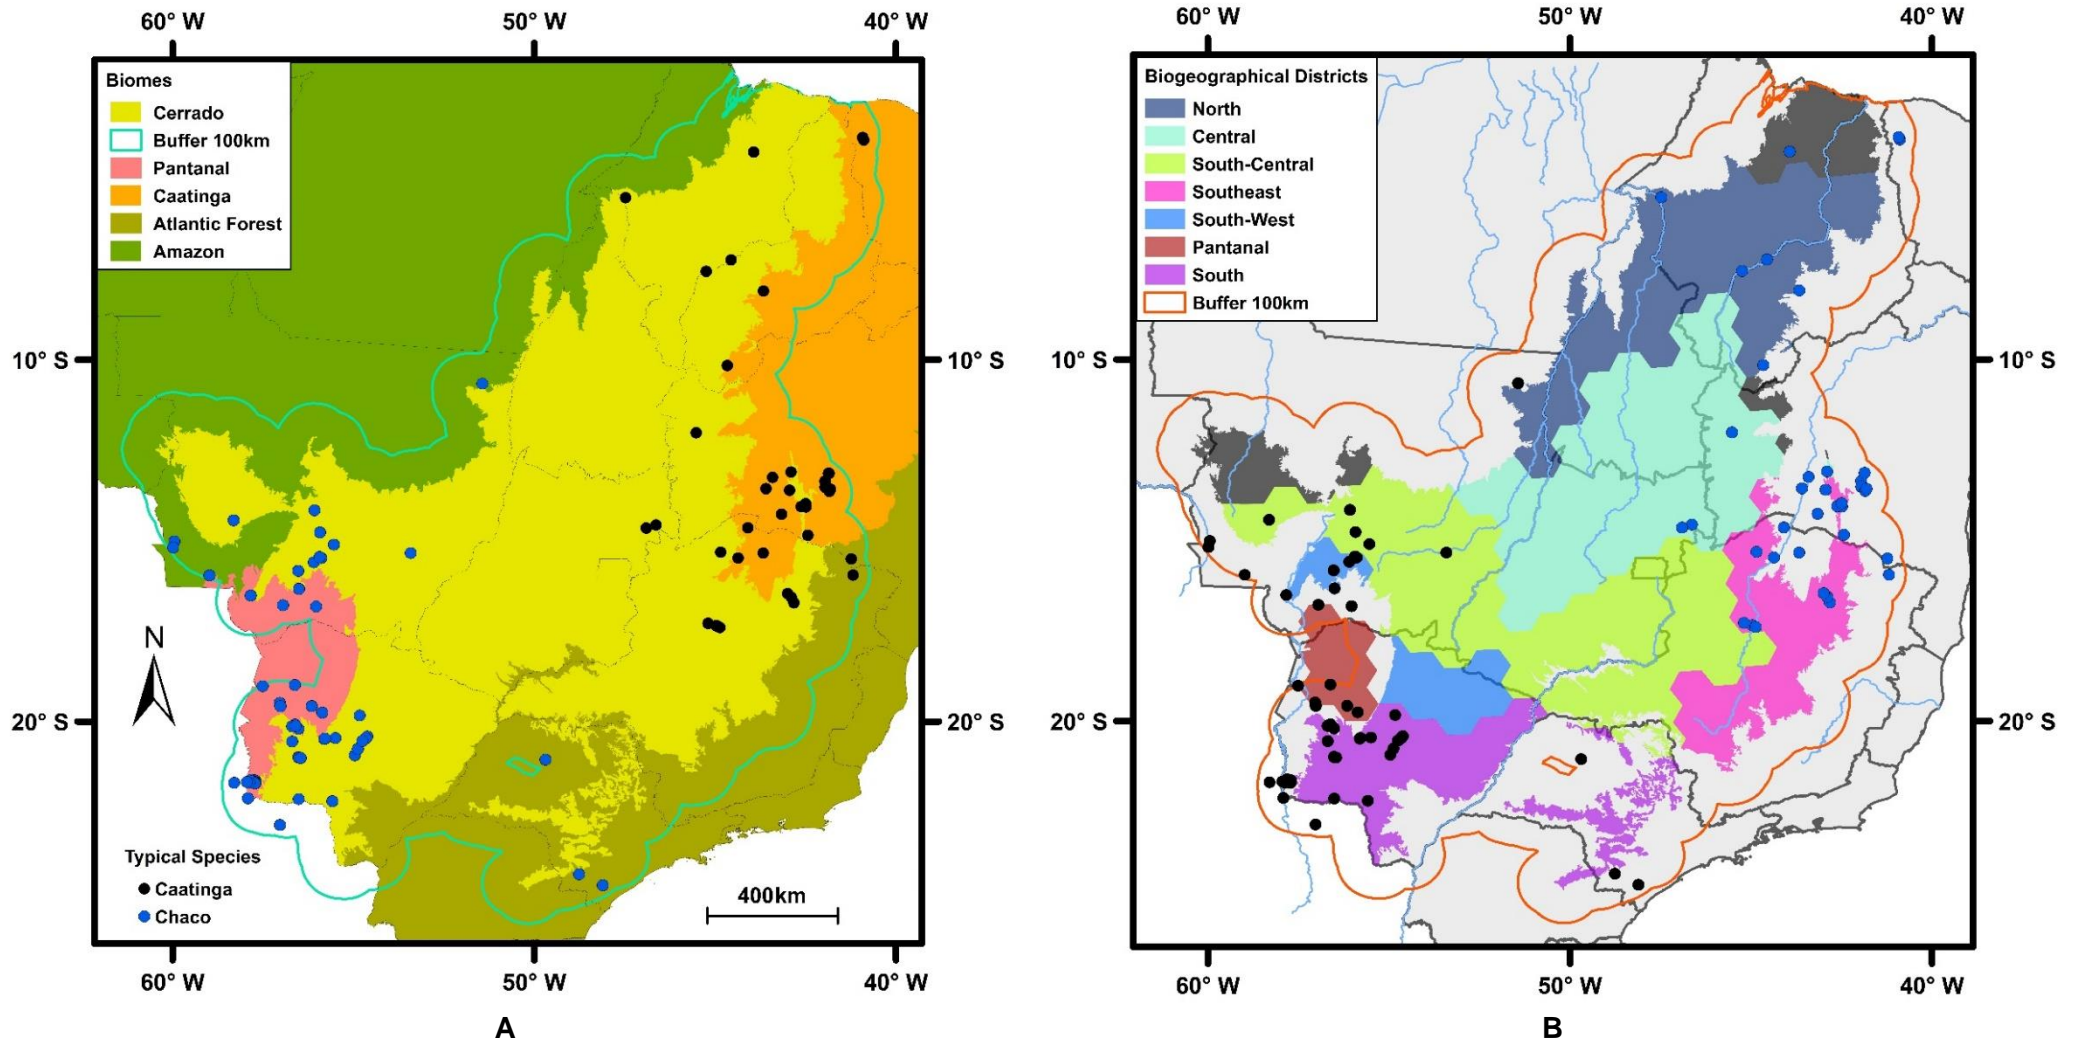 60° W
50° W
40° W
Biomes
Cerrado
Buffer 100km
Pantanal
Caatinga
Atlantic Forest
Amazon
10° S
10° S
20° S
20° S
N
Typical Species
Caatinga
Chaco
400km
60° W
50° W
40° W
A
60° W
50° W
40° W
Biogeographical Districts
North
Central
South-Central
Southeast
South-West
Pantanal
South
Buffer 100km
10° S
10° S
20° S
20° S
60° W
50° W
40° W
B